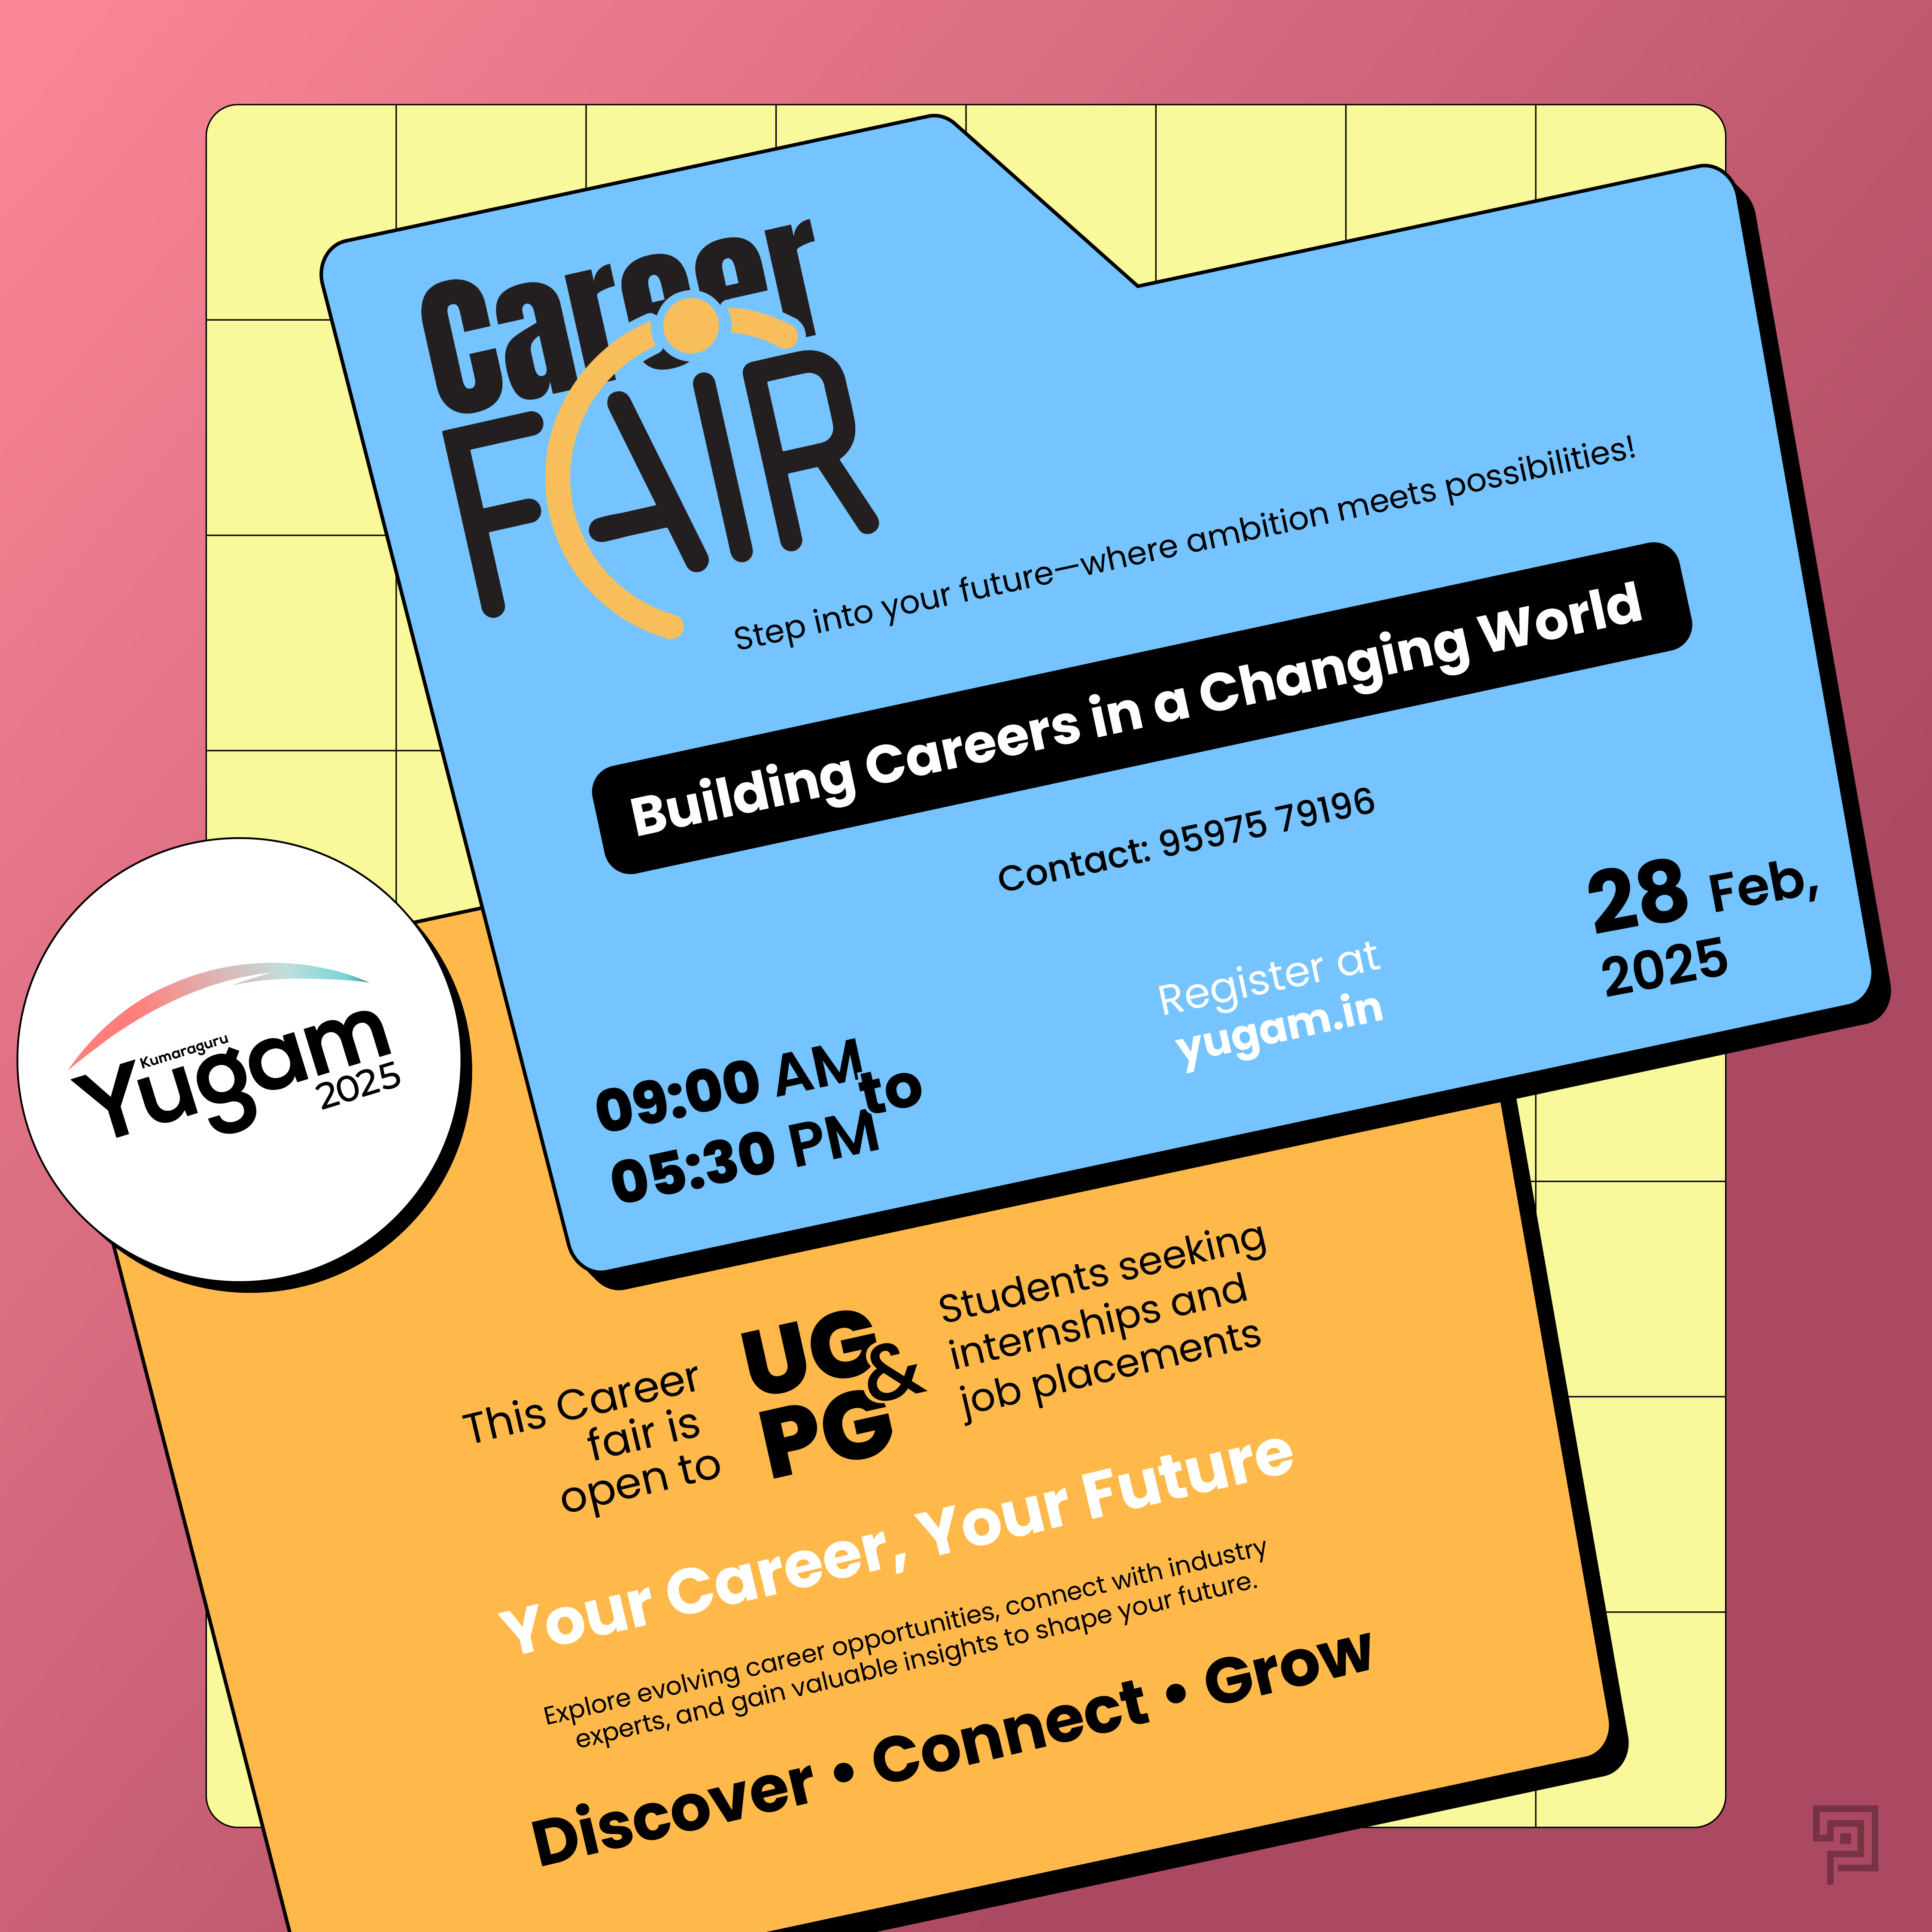 Career
FAIR
Step into your future—where ambition meets possibilities!
Building Careers in a Changing World
Contact: 95975 79196
28 Feb,
2025
Register at
yugam.in
09:00 AM
to
05:30 PM
Kumaraguru
Yugam
2025
This Career
fair is
open to
UG
&
PG
Students seeking
internships and
job placements
Your Career, Your Future
Explore evolving career opportunities, connect with industry
experts, and gain valuable insights to shape your future.
Discover • Connect • Grow